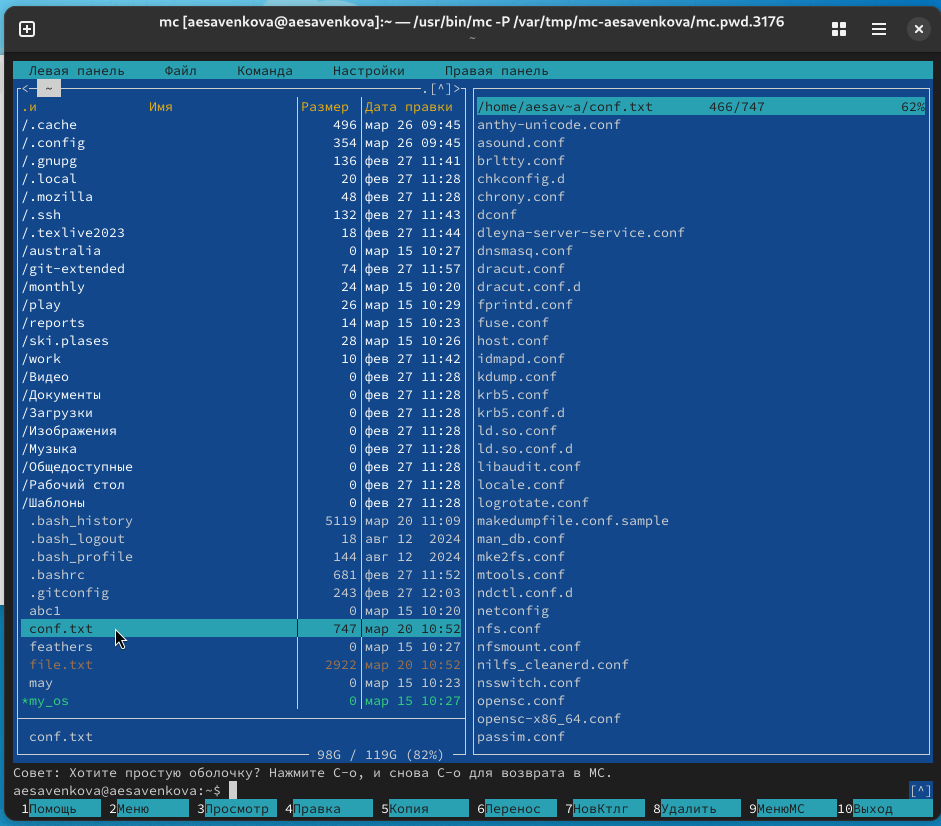 mc [aesavenkova@aesavenkova]:~ — /usr/bin/mc -P /var/tmp/mc-aesavenkova/mc.pwd.3176
~
Левая панель Файл Команда Настройки Правая панель
<─ ~ .[^]>
.и Имя Размер Дата правки
/.cache 496 мар 26 09:45
/.config 354 мар 26 09:45
/.gnupg 136 фев 27 11:41
/.local 20 фев 27 11:28
/.mozilla 48 фев 27 11:28
/.ssh 132 фев 27 11:43
/.texlive2023 18 фев 27 11:44
/australia 0 мар 15 10:27
/git-extended 74 фев 27 11:57
/monthly 24 мар 15 10:20
/play 26 мар 15 10:29
/reports 14 мар 15 10:23
/ski.plases 28 мар 15 10:26
/work 10 фев 27 11:42
/Видео 0 фев 27 11:28
/Документы 0 фев 27 11:28
/Загрузки 0 фев 27 11:28
/Изображения 0 фев 27 11:28
/Музыка 0 фев 27 11:28
/Общедоступные 0 фев 27 11:28
/Рабочий стол 0 фев 27 11:28
/Шаблоны 0 фев 27 11:28
.bash_history 5119 мар 20 11:09
.bash_logout 18 авг 12 2024
.bash_profile 144 авг 12 2024
.bashrc 681 фев 27 11:52
.gitconfig 243 фев 27 12:03
abc1 0 мар 15 10:20
conf.txt 747 мар 20 10:52
feathers 0 мар 15 10:27
file.txt 2922 мар 20 10:52
may 0 мар 15 10:23
*my_os 0 мар 15 10:27
conf.txt
98G / 119G (82%)
/home/aesav~a/conf.txt 466/747 62%
anthy-unicode.conf
asound.conf
brltty.conf
chkconfig.d
chrony.conf
dconf
dleyna-server-service.conf
dnsmasq.conf
dracut.conf
dracut.conf.d
fprintd.conf
fuse.conf
host.conf
idmapd.conf
kdump.conf
krb5.conf
krb5.conf.d
ld.so.conf
ld.so.conf.d
libaudit.conf
locale.conf
logrotate.conf
makedumpfile.conf.sample
man_db.conf
mke2fs.conf
mtools.conf
ndctl.conf.d
netconfig
nfs.conf
nfsmount.conf
nilfs_cleanerd.conf
nsswitch.conf
opensc.conf
opensc-x86_64.conf
passim.conf
Совет: Хотите простую оболочку? Нажмите C-o, и снова C-o для возврата в MC.
aesavenkova@aesavenkova:~$ [^]
1Помощь 2Меню 3Просмотр 4Правка 5Копия 6Перенос 7НовКтлг 8Удалить 9МенюMC 10Выход